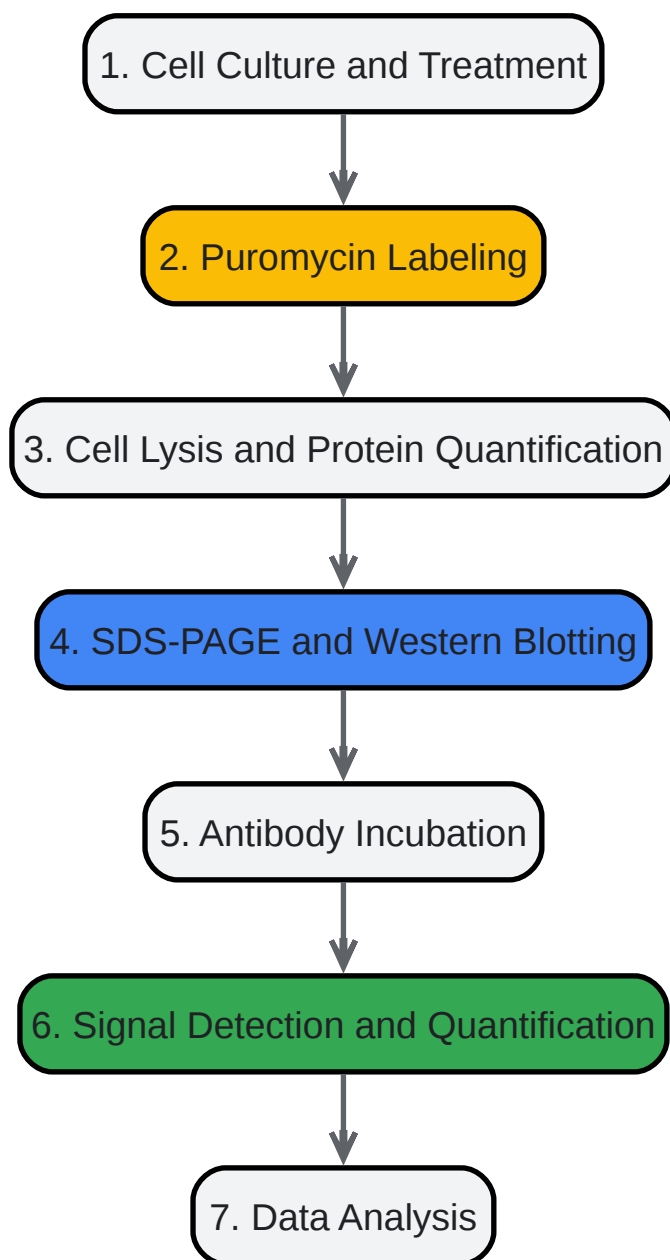 1. Cell Culture and Treatment
2. Puromycin Labeling
3. Cell Lysis and Protein Quantification
4. SDS-PAGE and Western Blotting
5. Antibody Incubation
6. Signal Detection and Quantification
7. Data Analysis